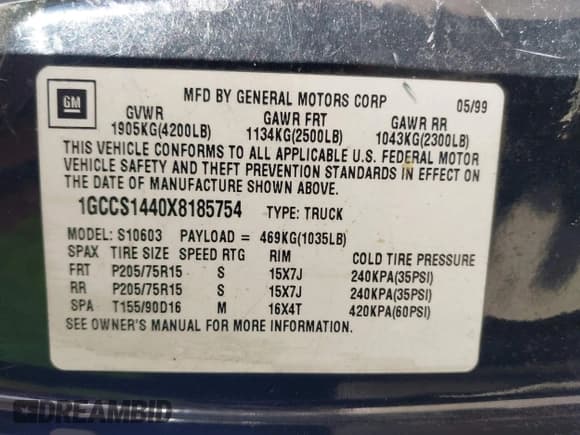 MFD BY GENERAL MOTORS CORP 05/99
GM
GVWR GAWR FRT GAWR RR
1905KG(4200LB) 1134KG(2500LB) 1043KG(2300LB)
THIS VEHICLE CONFORMS TO ALL APPLICABLE U.S. FEDERAL MOTOR
VEHICLE SAFETY AND THEFT PREVENTION STANDARDS IN EFFECT ON
THE DATE OF MANUFACTURE SHOWN ABOVE.
1GCCS1440X8185754 TYPE: TRUCK
MODEL: S10603 PAYLOAD = 469KG(1035LB)
SPAX TIRE SIZE SPEED RTG RIM COLD TIRE PRESSURE
FRT P205/75R15 S 15X7J 240KPA(35PSI)
RR P205/75R15 S 15X7J 240KPA(35PSI)
SPA T155/90D16 M 16X4T 420KPA(60PSI)
SEE OWNER'S MANUAL FOR MORE INFORMATION
DREAMBID